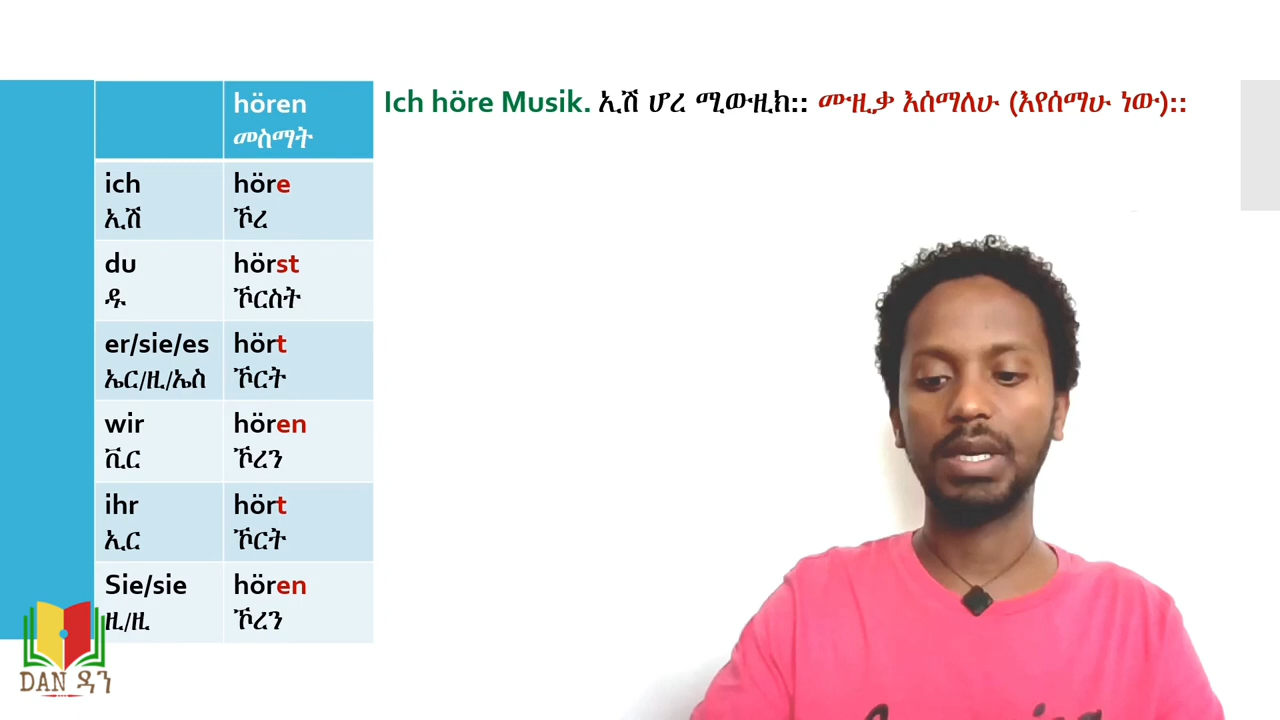 hören
መስማት
Ich höre Musik. ኢሽ ሆረ ሚውዚክ:: ሙዚቃ እሰማለሁ (እየሰማሁ ነው)::
ich
ኢሽ
höre
ኾረ
du
ዱ
hörst
ኾርስት
er/sie/es
ኤር/ዚ/ኤስ
hört
ኾርት
wir
ቪር
hören
ኾረን
ihr
ኢር
hört
ኾርት
Sie/sie
ዚ/ዚ
hören
ኾረን
DAN ዳን